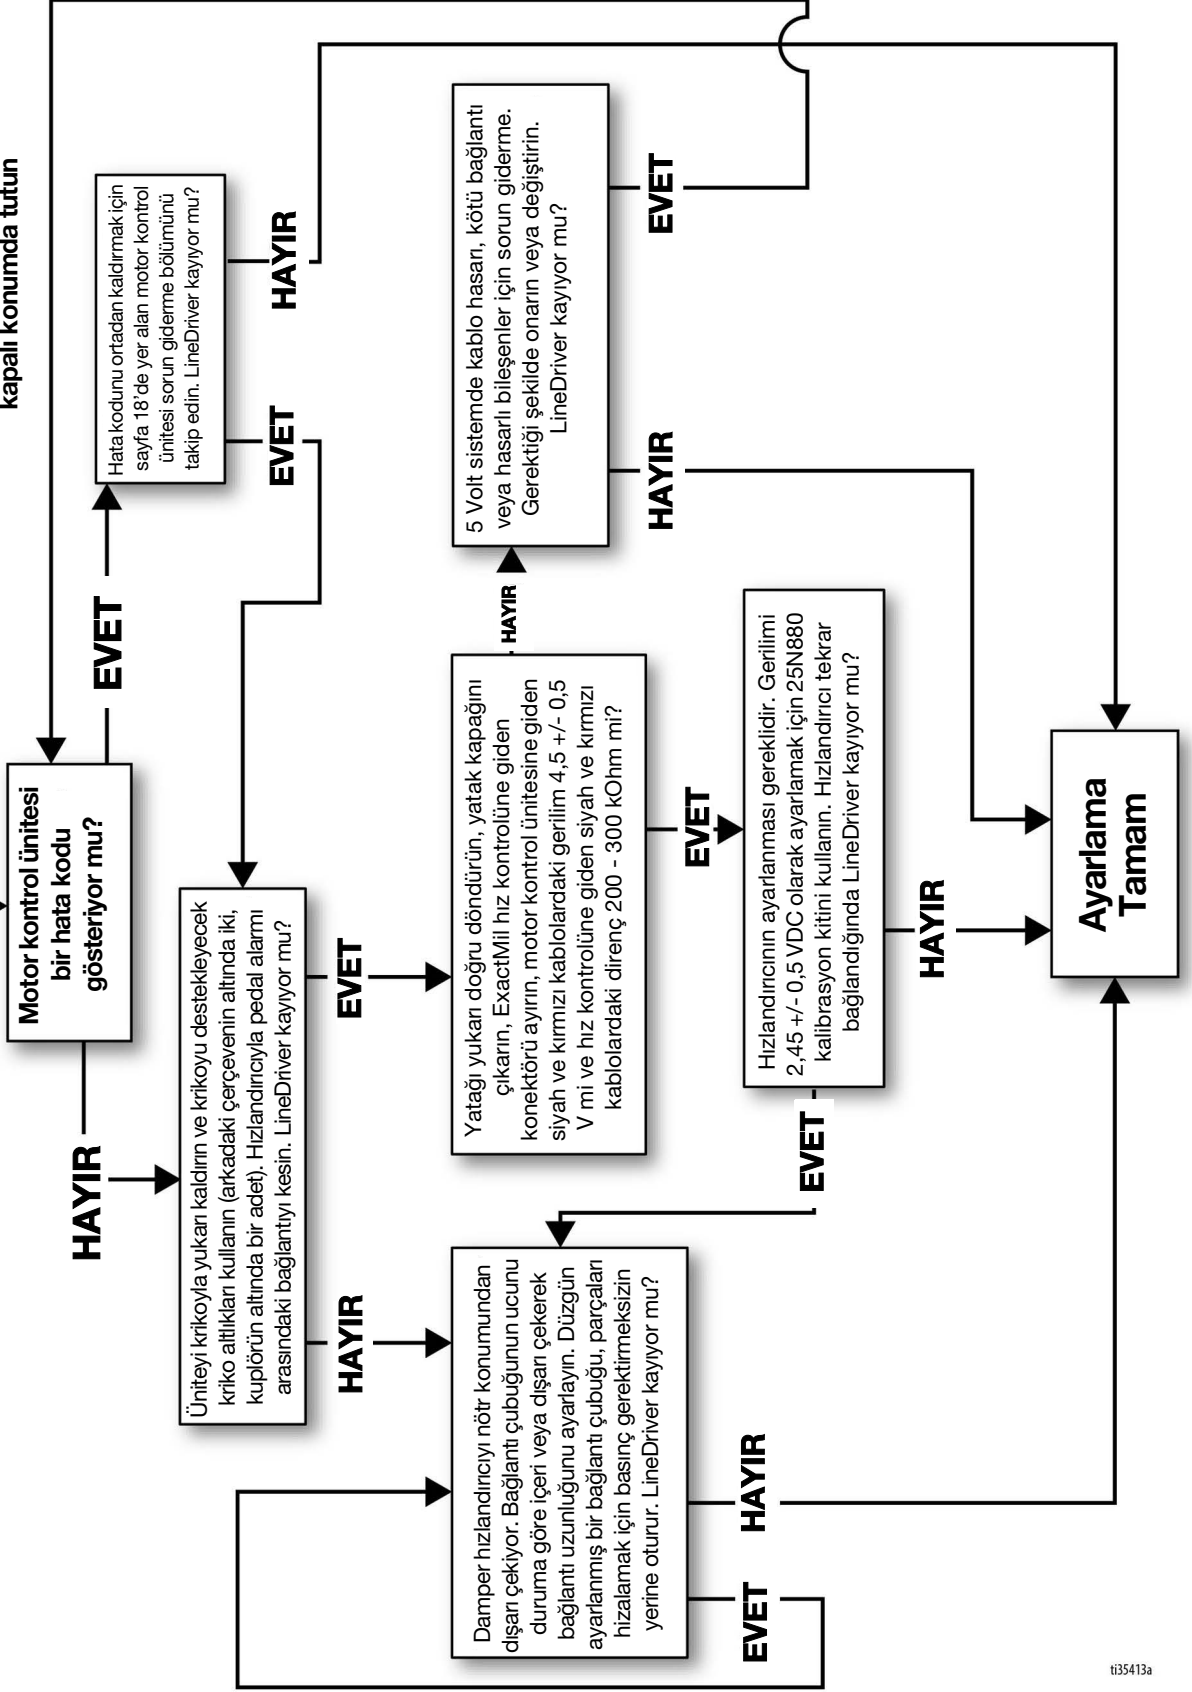 kapalı konumda tutun
Motor kontrol ünitesi
bir hata kodu
gösteriyor mu?
EVET
Hata kodunu ortadan kaldırmak için
sayfa 18'de yer alan motor kontrol
ünitesi sorun giderme bölümünü
takip edin. LineDriver kayıyor mu?
EVET
HAYIR
HAYIR
Üniteyi krikoyla yukarı kaldırın ve krikoyu destekleyecek
kriko altlıkları kullanın (arkadaki çerçevenin altında iki,
kuplörün altında bir adet). Hızlandırıcıyla pedal alarmı
arasındaki bağlantıyı kesin. LineDriver kayıyor mu?
HAYIR
EVET
Yatağı yukarı doğru döndürün, yatak kapağını
çıkarın, ExactMil hız kontrolüne giden
konektörü ayırın, motor kontrol ünitesine giden
siyah ve kırmızı kablolardaki gerilim 4,5 +/- 0,5
V mi ve hız kontrolüne giden siyah ve kırmızı
kablolardaki direnç 200 - 300 kOhm mi?
HAYIR
5 Volt sistemde kablo hasarı, kötü bağlantı
veya hasarlı bileşenler için sorun giderme.
Gerektiği şekilde onarın veya değiştirin.
LineDriver kayıyor mu?
HAYIR
EVET
EVET
Hızlandırıcının ayarlanması gereklidir. Gerilimi
2,45 +/- 0,5 VDC olarak ayarlamak için 25N880
kalibrasyon kitini kullanın. Hızlandırıcı tekrar
bağlandığında LineDriver kayıyor mu?
EVET
HAYIR
Damper hızlandırıcıyı nötr konumundan
dışarı çekiyor. Bağlantı çubuğunun ucunu
duruma göre içeri veya dışarı çekerek
bağlantı uzunluğunu ayarlayın. Düzgün
ayarlanmış bir bağlantı çubuğu, parçaları
hizalamak için basınç gerektirmeksizin
yerine oturur. LineDriver kayıyor mu?
EVET
HAYIR
Ayarlama
Tamam
ti35413a